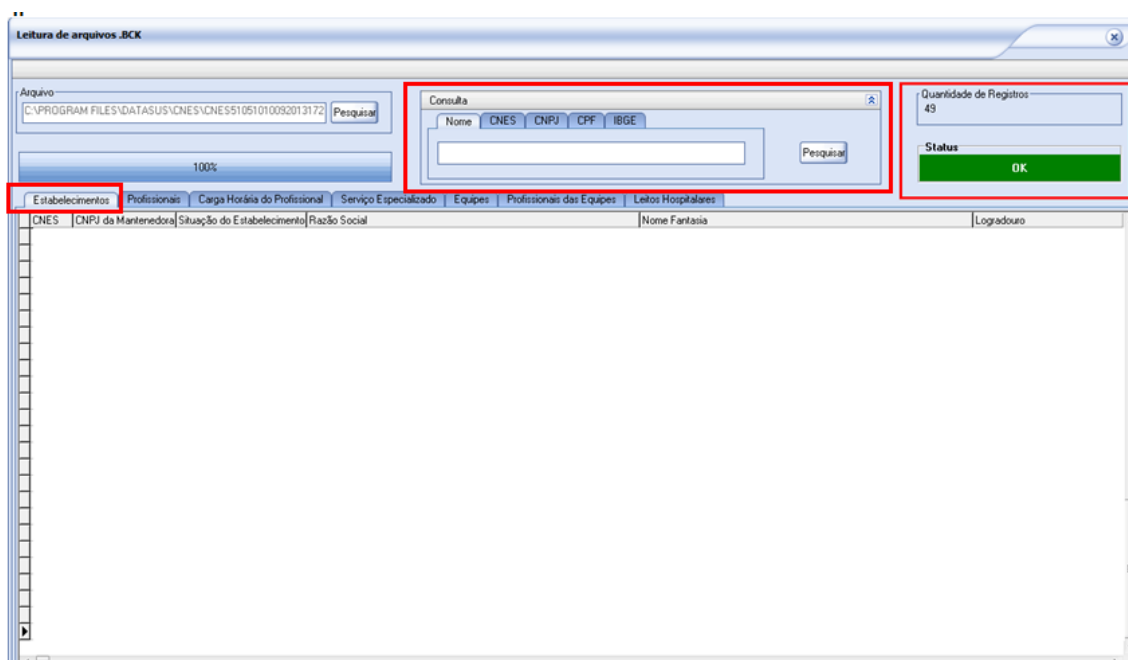 Leitura de arquivos .BCK
Arquivo
C:\PROGRAM FILES\DATASUS\CNES\CNES51051010092013172
Pesquisar
100%
Consulta
Nome CNES CNPJ CPF IBGE
Pesquisar
Quantidade de Registros
49
Status
OK
Estabelecimentos Profissionais Carga Horária do Profissional Serviço Especializado Equipes Profissionais das Equipes Leitos Hospitalares
CNES CNPJ da Mantenedora Situação do Estabelecimento Razão Social Nome Fantasia Logradouro